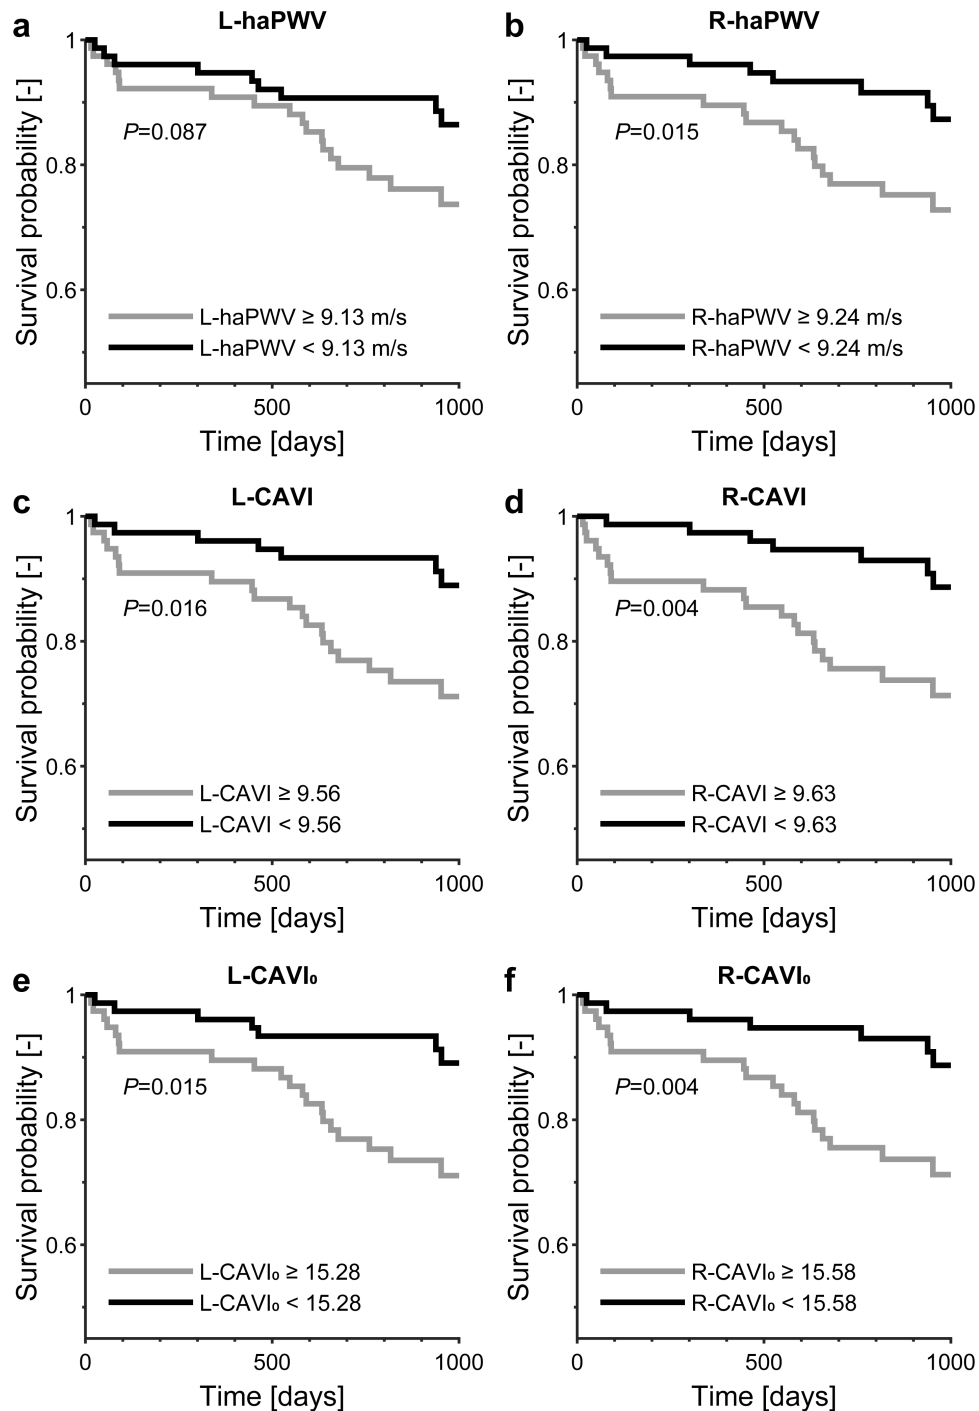 a
L-haPWV
Survival probability [-]
1
0.8
0.6
P=0.087
L-haPWV ≥ 9.13 m/s
L-haPWV < 9.13 m/s
0 500 1000
Time [days]
b
R-haPWV
Survival probability [-]
1
0.8
0.6
P=0.015
R-haPWV ≥ 9.24 m/s
R-haPWV < 9.24 m/s
0 500 1000
Time [days]
c
L-CAVI
Survival probability [-]
1
0.8
0.6
P=0.016
L-CAVI ≥ 9.56
L-CAVI < 9.56
0 500 1000
Time [days]
d
R-CAVI
Survival probability [-]
1
0.8
0.6
P=0.004
R-CAVI ≥ 9.63
R-CAVI < 9.63
0 500 1000
Time [days]
e
L-CAVI₀
Survival probability [-]
1
0.8
0.6
P=0.015
L-CAVI₀ ≥ 15.28
L-CAVI₀ < 15.28
0 500 1000
Time [days]
f
R-CAVI₀
Survival probability [-]
1
0.8
0.6
P=0.004
R-CAVI₀ ≥ 15.58
R-CAVI₀ < 15.58
0 500 1000
Time [days]